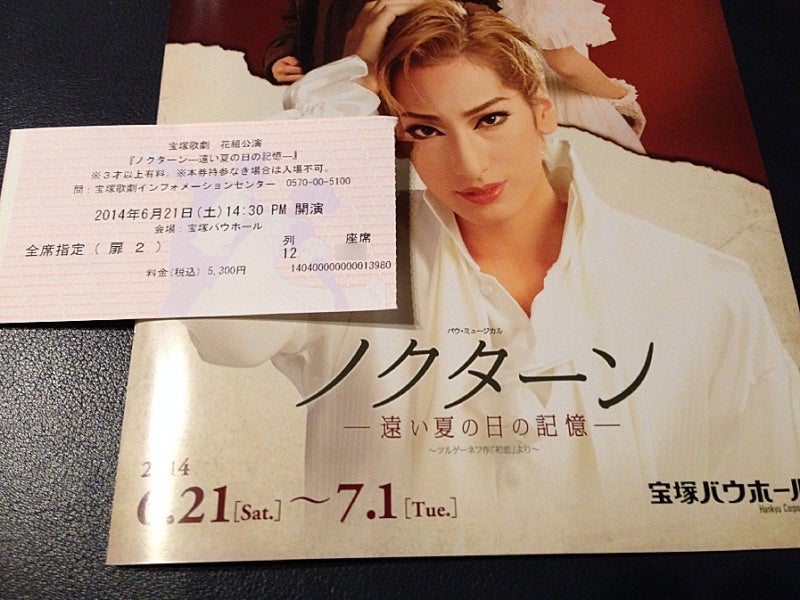 宝塚歌劇 花組公演
『ノクターン―遠い夏の日の記憶―』
※3才以上有料。※本券持参なき場合は入場不可。
問:宝塚歌劇インフォメーションセンター 0570-00-5100
2014年6月21日(土)14:30 PM 開演
会場:宝塚バウホール
全席指定(扉 2) 列 座席
12
料金(税込) 5,300円 140400000000013980
バウ・ミュージカル
ノクターン
―遠い夏の日の記憶―
~ツルゲーネフ作「初恋」より~
2014
6.21[Sat.]~7.1[Tue.]
宝塚バウホール
Hankyu Corpo